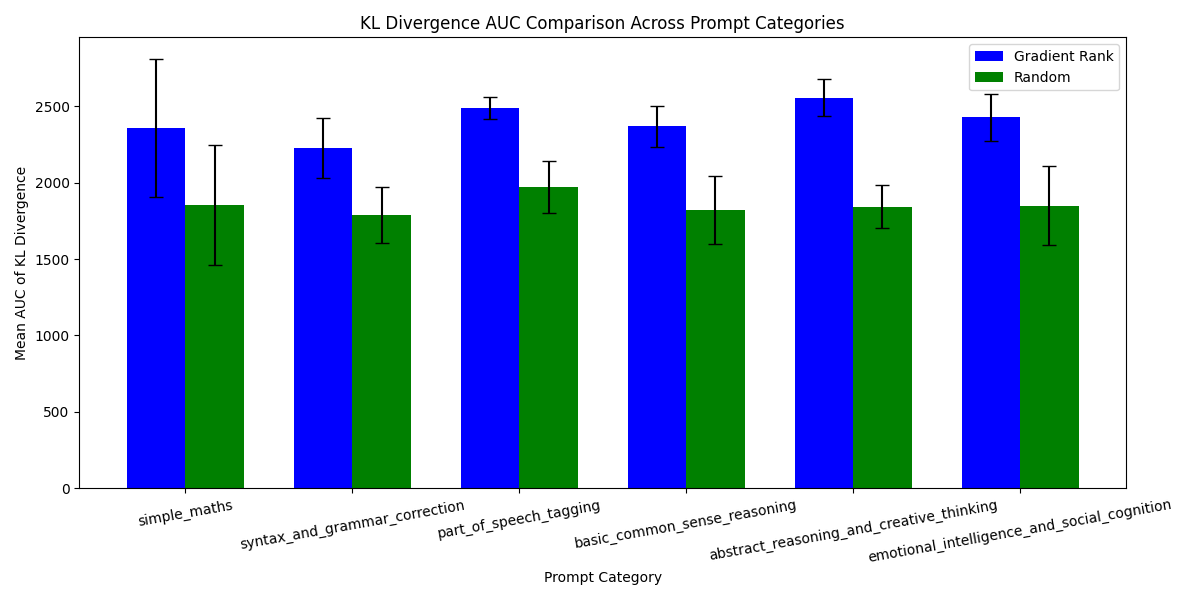 KL Divergence AUC Comparison Across Prompt Categories
Gradient Rank
Random
Mean AUC of KL Divergence
2500
2000
1500
1000
500
0
simple_maths
syntax_and_grammar_correction
part_of_speech_tagging
basic_common_sense_reasoning
abstract_reasoning_and_creative_thinking
emotional_intelligence_and_social_cognition
Prompt Category